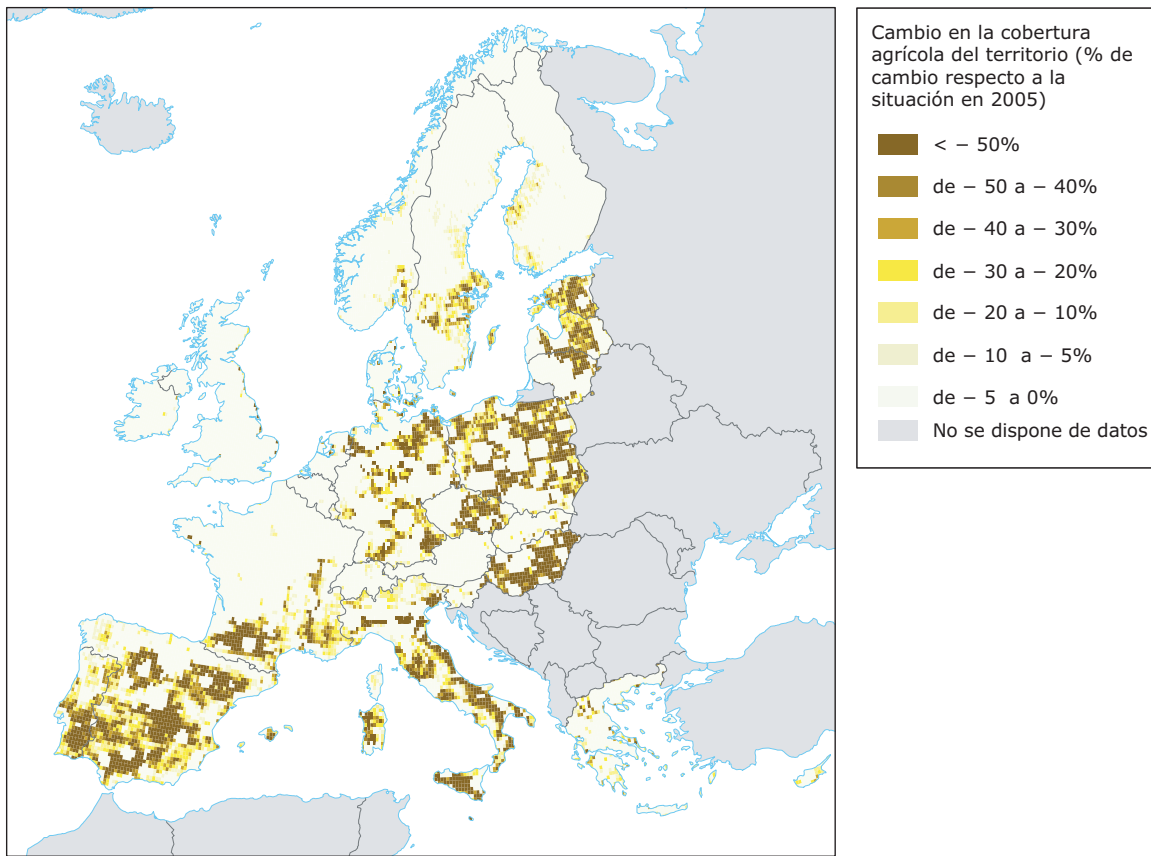 Cambio en la cobertura
agrícola del territorio (% de
cambio respecto a la
situación en 2005)
< − 50%
de − 50 a − 40%
de − 40 a − 30%
de − 30 a − 20%
de − 20 a − 10%
de − 10 a − 5%
de − 5 a 0%
No se dispone de datos